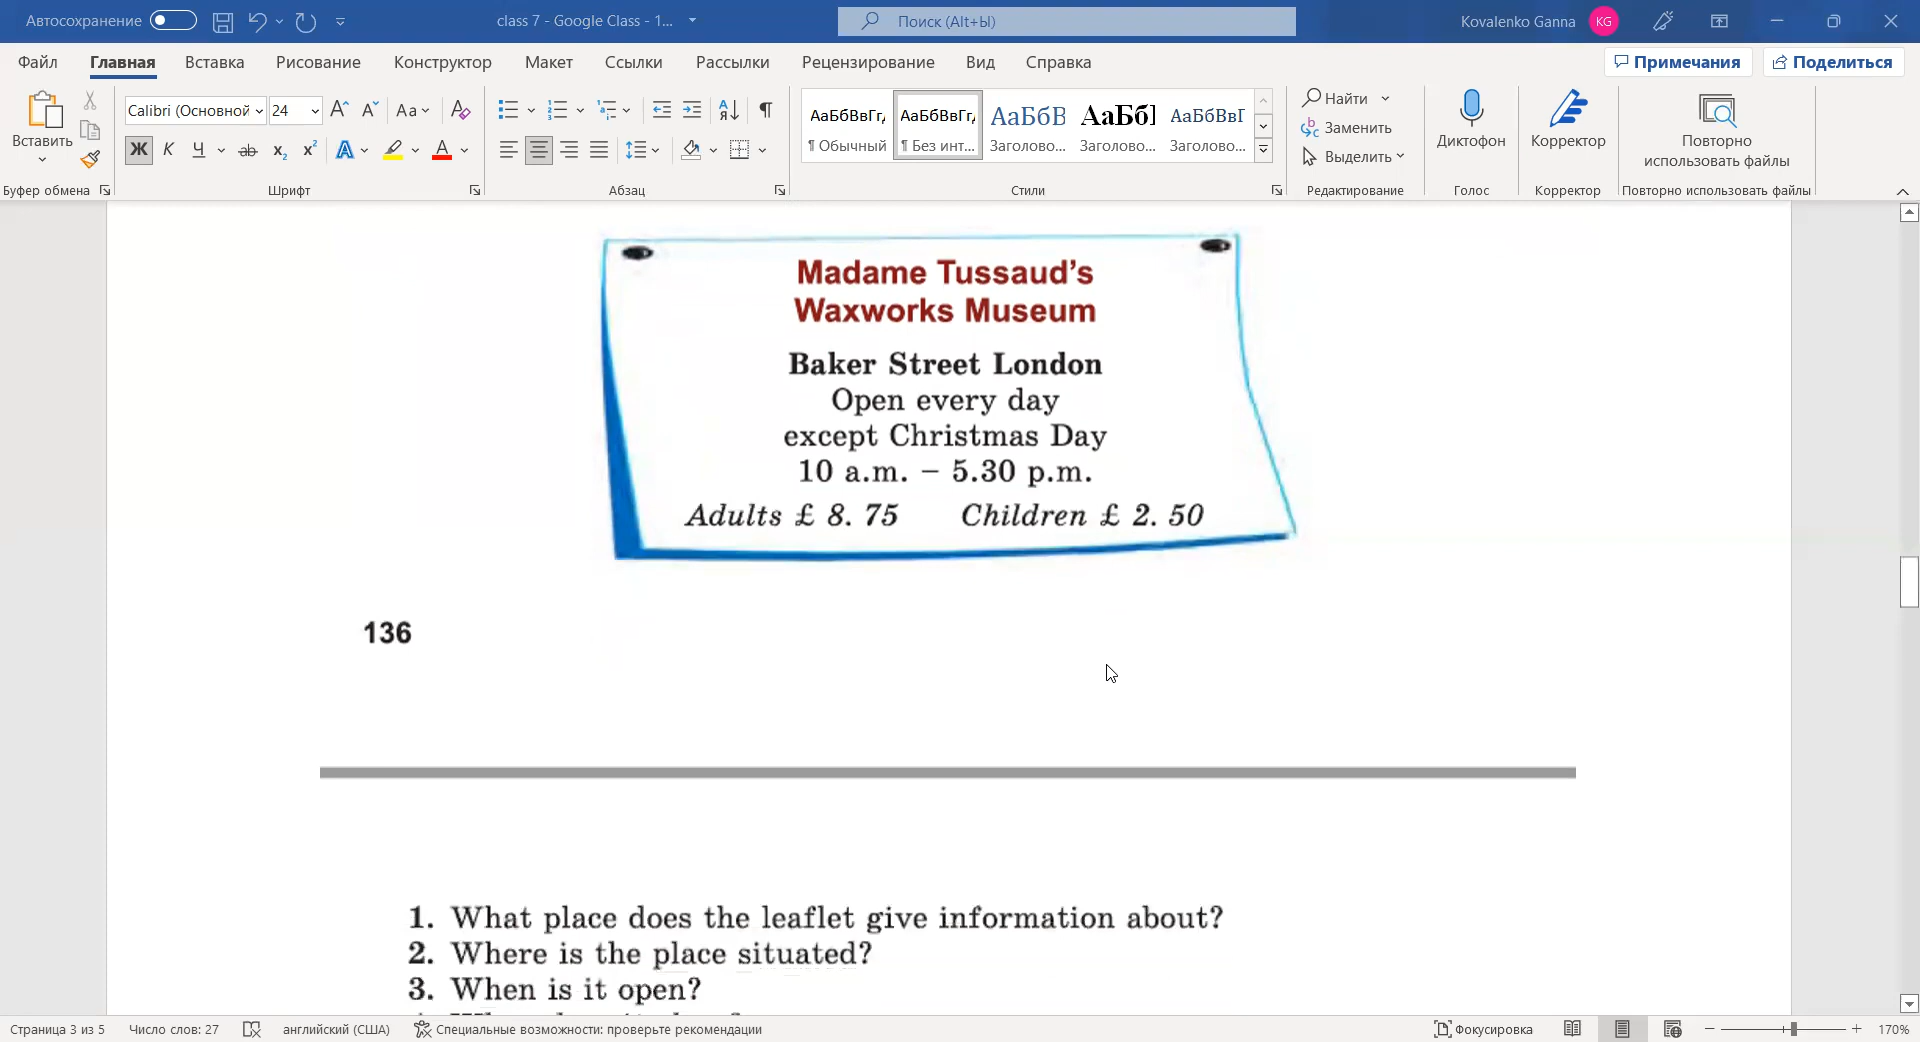 Автосохранение
class 7 - Google Class - 1...
Поиск (Alt+Ы)
Kovalenko Ganna
KG
Файл Главная Вставка Рисование Конструктор Макет Ссылки Рассылки Рецензирование Вид Справка
Примечания Поделиться
Вставить
Calibri (Основной 24
Aa
Ж К Ч ab x₂ x² A A
АЯ
АаБбВвГг, АаБбВвГг, АаБбВ АаБб АаБбВвГ
¶ Обычный ¶ Без инт... Заголово... Заголово... Заголово...
Найти
Заменить
Выделить
Диктофон
Корректор
Повторно
использовать файлы
Буфер обмена Шрифт Абзац Стили Редактирование Голос Корректор Повторно использовать файлы
Madame Tussaud's
Waxworks Museum
Baker Street London
Open every day
except Christmas Day
10 a.m. – 5.30 p.m.
Adults £ 8. 75 Children £ 2. 50
136
1. What place does the leaflet give information about?
2. Where is the place situated?
3. When is it open?
Страница 3 из 5 Число слов: 27 английский (США) Специальные возможности: проверьте рекомендации
Фокусировка 170%